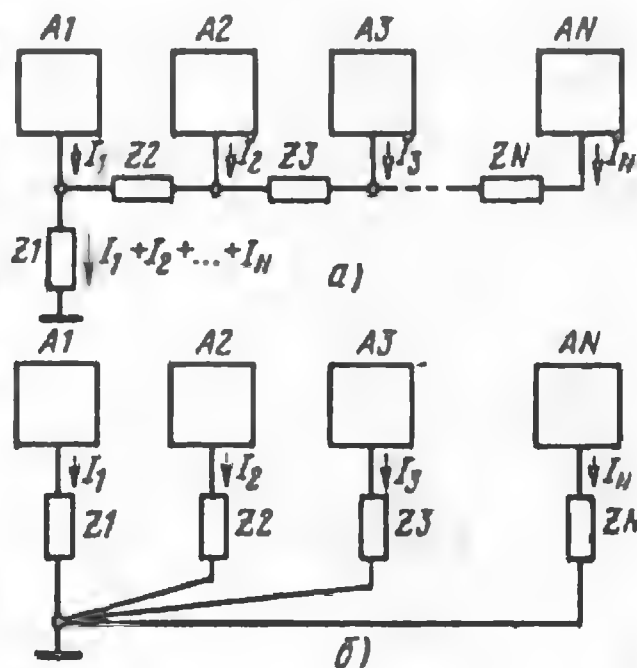 A1 A2 A3 AN
I₁ Z2 I₂ Z3 I₃ ZN Iₙ
Z1 I₁+I₂+...+Iₙ
а)
A1 A2 A3 AN
I₁ I₂ I₃ Iₙ
Z1 Z2 Z3 ZN
б)